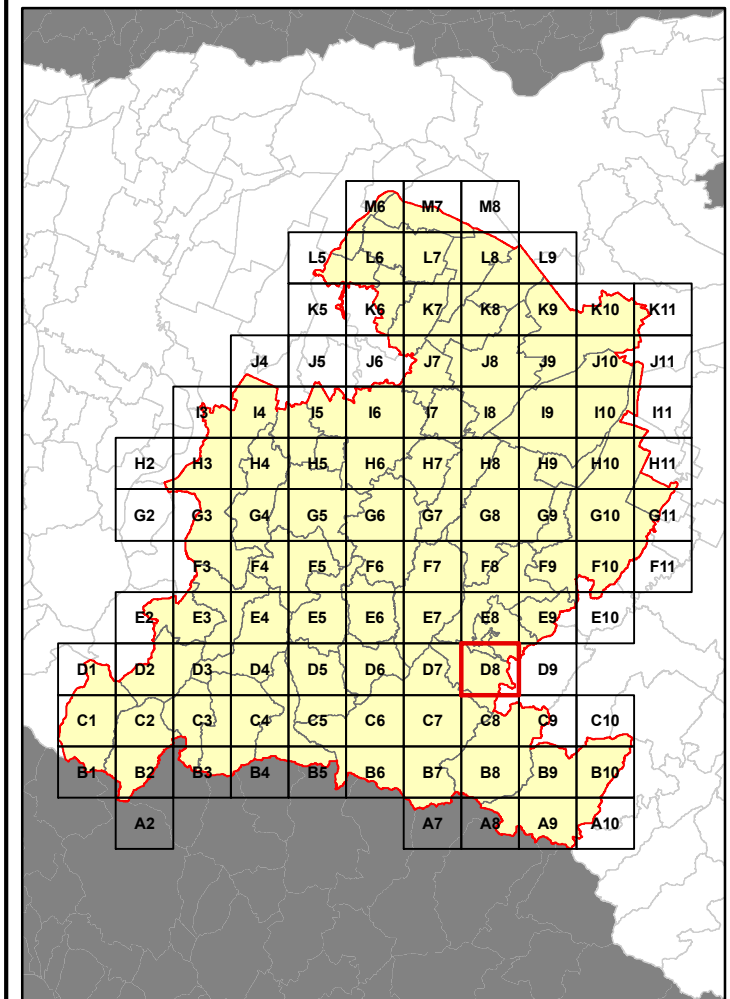 M6 M7 M8
L5 L6 L7 L8 L9
K5 K6 K7 K8 K9 K10 K11
J4 J5 J6 J7 J8 J9 J10 J11
I3 I4 I5 I6 I7 I8 I9 I10 I11
H2 H3 H4 H5 H6 H7 H8 H9 H10 H11
G2 G3 G4 G5 G6 G7 G8 G9 G10 G11
F3 F4 F5 F6 F7 F8 F9 F10 F11
E2 E3 E4 E5 E6 E7 E8 E9 E10
D1 D2 D3 D4 D5 D6 D7 D8 D9
C1 C2 C3 C4 C5 C6 C7 C8 C9 C10
B1 B2 B3 B4 B5 B6 B7 B8 B9 B10
A2 A7 A8 A9 A10